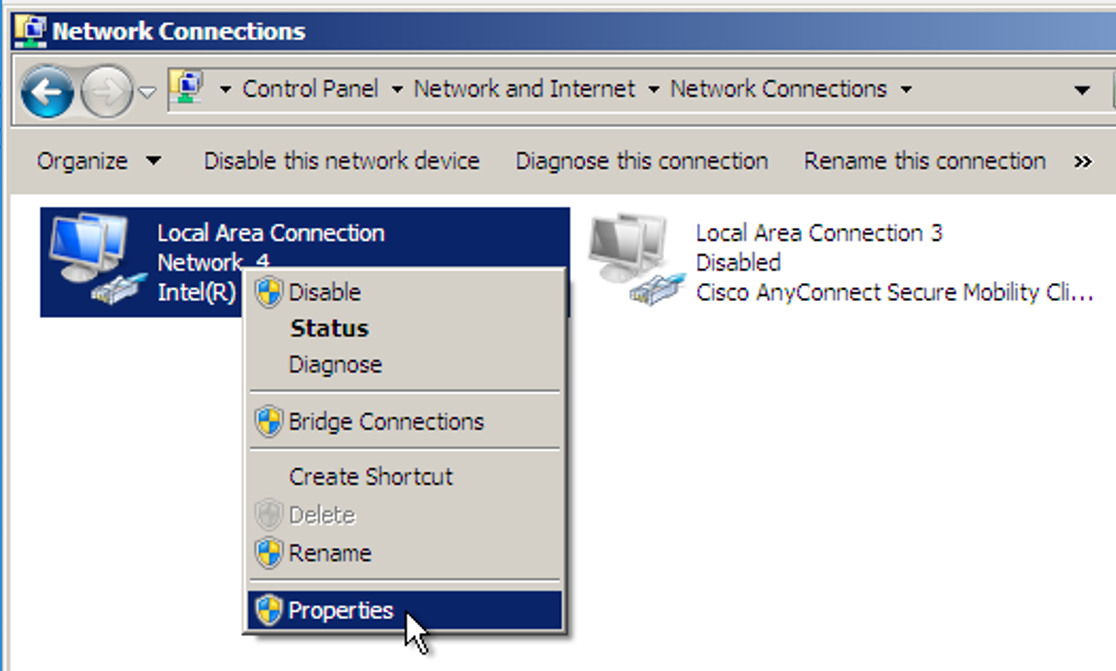 Network Connections
Control Panel Network and Internet Network Connections
Organize Disable this network device Diagnose this connection Rename this connection »
Local Area Connection
Network 4
Intel(R)
Local Area Connection 3
Disabled
Cisco AnyConnect Secure Mobility Cli...
Disable
Status
Diagnose
Bridge Connections
Create Shortcut
Delete
Rename
Properties